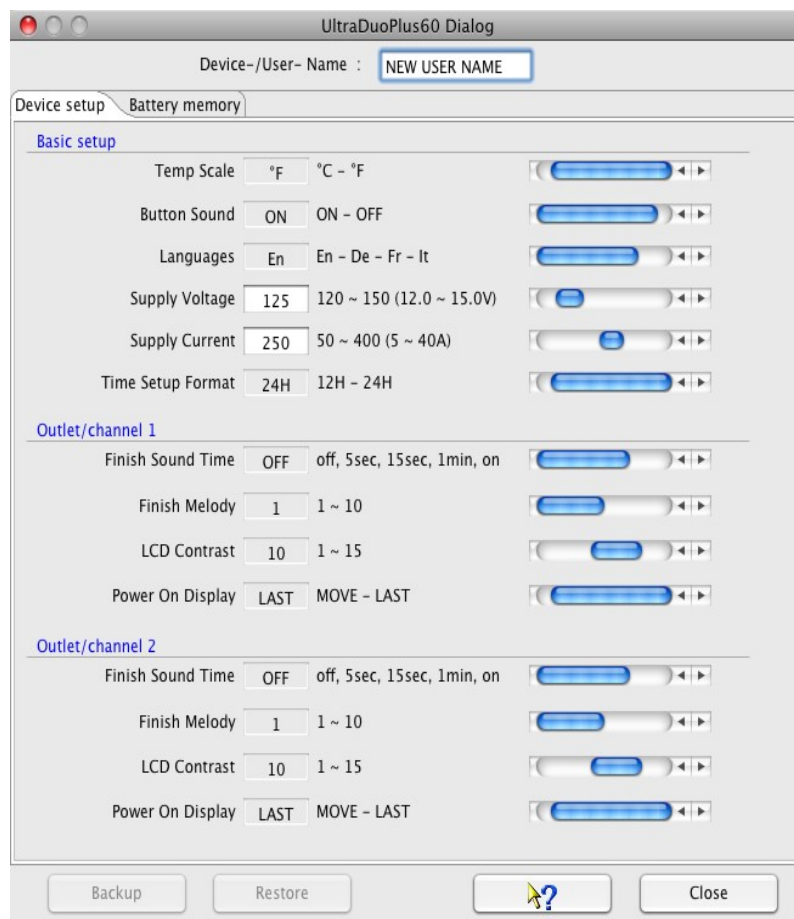 UltraDuoPlus60 Dialog
Device-/User- Name : NEW USER NAME
Device setup Battery memory
Basic setup
Temp Scale °F °C – °F
Button Sound ON ON – OFF
Languages En En – De – Fr – It
Supply Voltage 125 120 ~ 150 (12.0 ~ 15.0V)
Supply Current 250 50 ~ 400 (5 ~ 40A)
Time Setup Format 24H 12H – 24H
Outlet/channel 1
Finish Sound Time OFF off, 5sec, 15sec, 1min, on
Finish Melody 1 1 ~ 10
LCD Contrast 10 1 ~ 15
Power On Display LAST MOVE – LAST
Outlet/channel 2
Finish Sound Time OFF off, 5sec, 15sec, 1min, on
Finish Melody 1 1 ~ 10
LCD Contrast 10 1 ~ 15
Power On Display LAST MOVE – LAST
Backup Restore ? Close